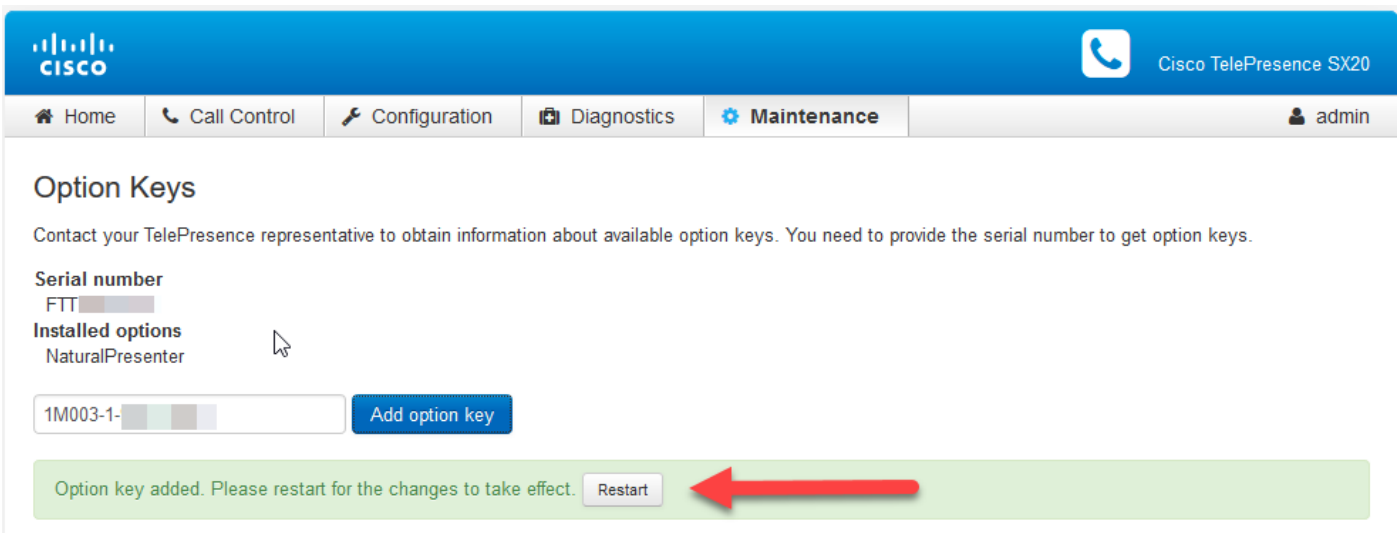 CISCO
Cisco TelePresence SX20
Home Call Control Configuration Diagnostics Maintenance admin
Option Keys
Contact your TelePresence representative to obtain information about available option keys. You need to provide the serial number to get option keys.
Serial number
FTT
Installed options
NaturalPresenter
1M003-1- Add option key
Option key added. Please restart for the changes to take effect. Restart